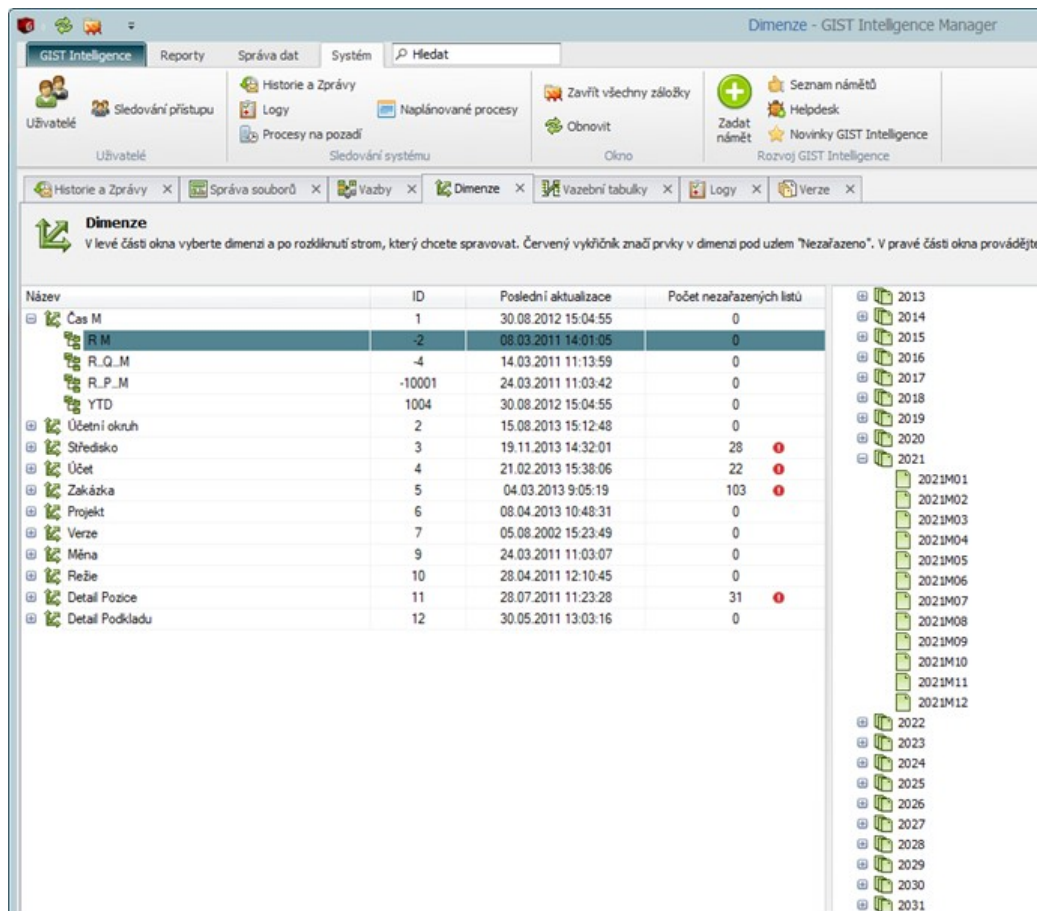 Dimenze - GIST Intelligence Manager
GIST Intelligence Reporty Správa dat Systém Hledat
Uživatelé
Sledování přístupu
Uživatelé
Historie a Zprávy
Logy
Procesy na pozadí
Naplánované procesy
Sledování systému
Zavřít všechny záložky
Obnovit
Okno
Zadat
námět
Seznam námětů
Helpdesk
Novinky GIST Intelligence
Rozvoj GIST Intelligence
Historie a Zprávy Správa souborů Vazby Dimenze Vazební tabulky Logy Verze
Dimenze
V levé části okna vyberte dimenzi a po rozkliknutí strom, který chcete spravovat. Červený vykřičník značí prvky v dimenzi pod uzlem "Nezařazeno". V pravé části okna provádějte
Název ID Poslední aktualizace Počet nezařazených listů
Čas M 1 30.08.2012 15:04:55 0
R M -2 08.03.2011 14:01:05 0
R_Q_M -4 14.03.2011 11:13:59 0
R_P_M -10001 24.03.2011 11:03:42 0
YTD 1004 30.08.2012 15:04:55 0
Účetní okruh 2 15.08.2013 15:12:48 0
Středisko 3 19.11.2013 14:32:01 28
Účet 4 21.02.2013 15:38:06 22
Zakázka 5 04.03.2013 9:05:19 103
Projekt 6 08.04.2013 10:48:31 0
Verze 7 05.08.2002 15:23:49 0
Měna 9 24.03.2011 11:03:07 0
Režie 10 28.04.2011 12:10:45 0
Detail Pozice 11 28.07.2011 11:23:28 31
Detail Podkladu 12 30.05.2011 13:03:16 0
2013
2014
2015
2016
2017
2018
2019
2020
2021
2021M01
2021M02
2021M03
2021M04
2021M05
2021M06
2021M07
2021M08
2021M09
2021M10
2021M11
2021M12
2022
2023
2024
2025
2026
2027
2028
2029
2030
2031